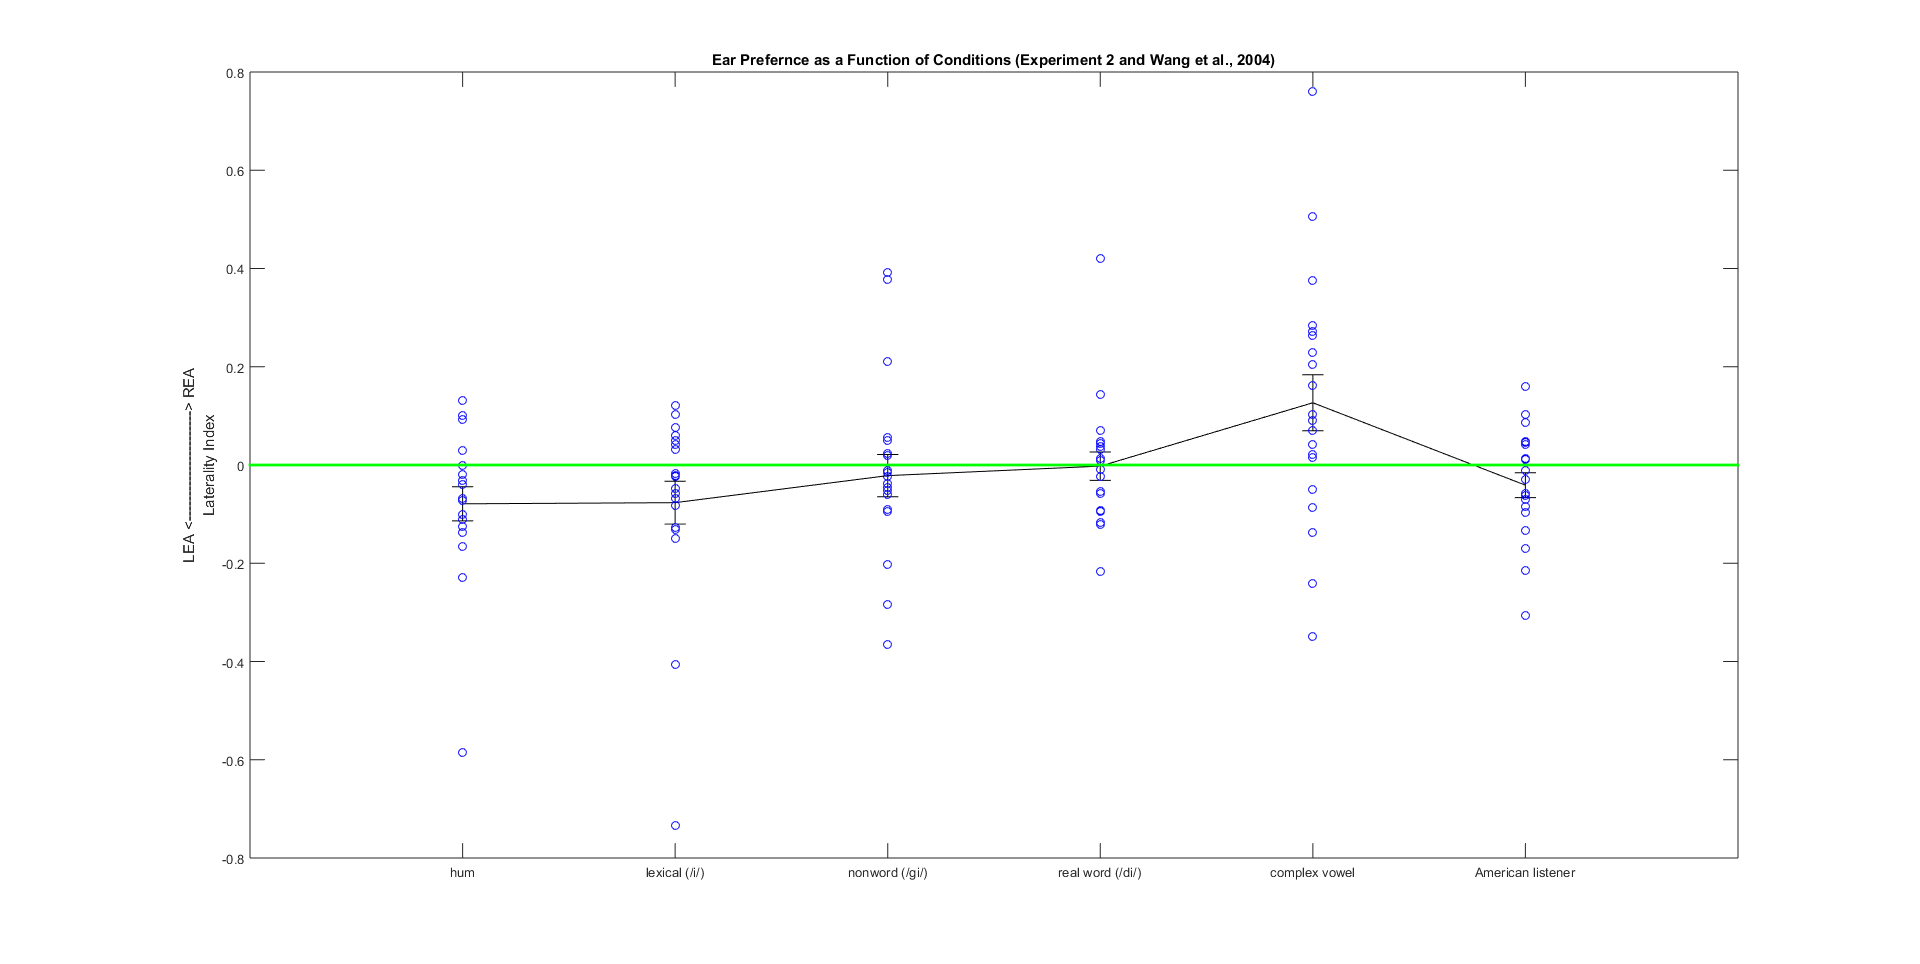 Ear Prefernce as a Function of Conditions (Experiment 2 and Wang et al., 2004)
LEA <----------------------> REA
Laterality Index
0.8
0.6
0.4
0.2
0
-0.2
-0.4
-0.6
-0.8
hum
lexical (/i/)
nonword (/gi/)
real word (/di/)
complex vowel
American listener